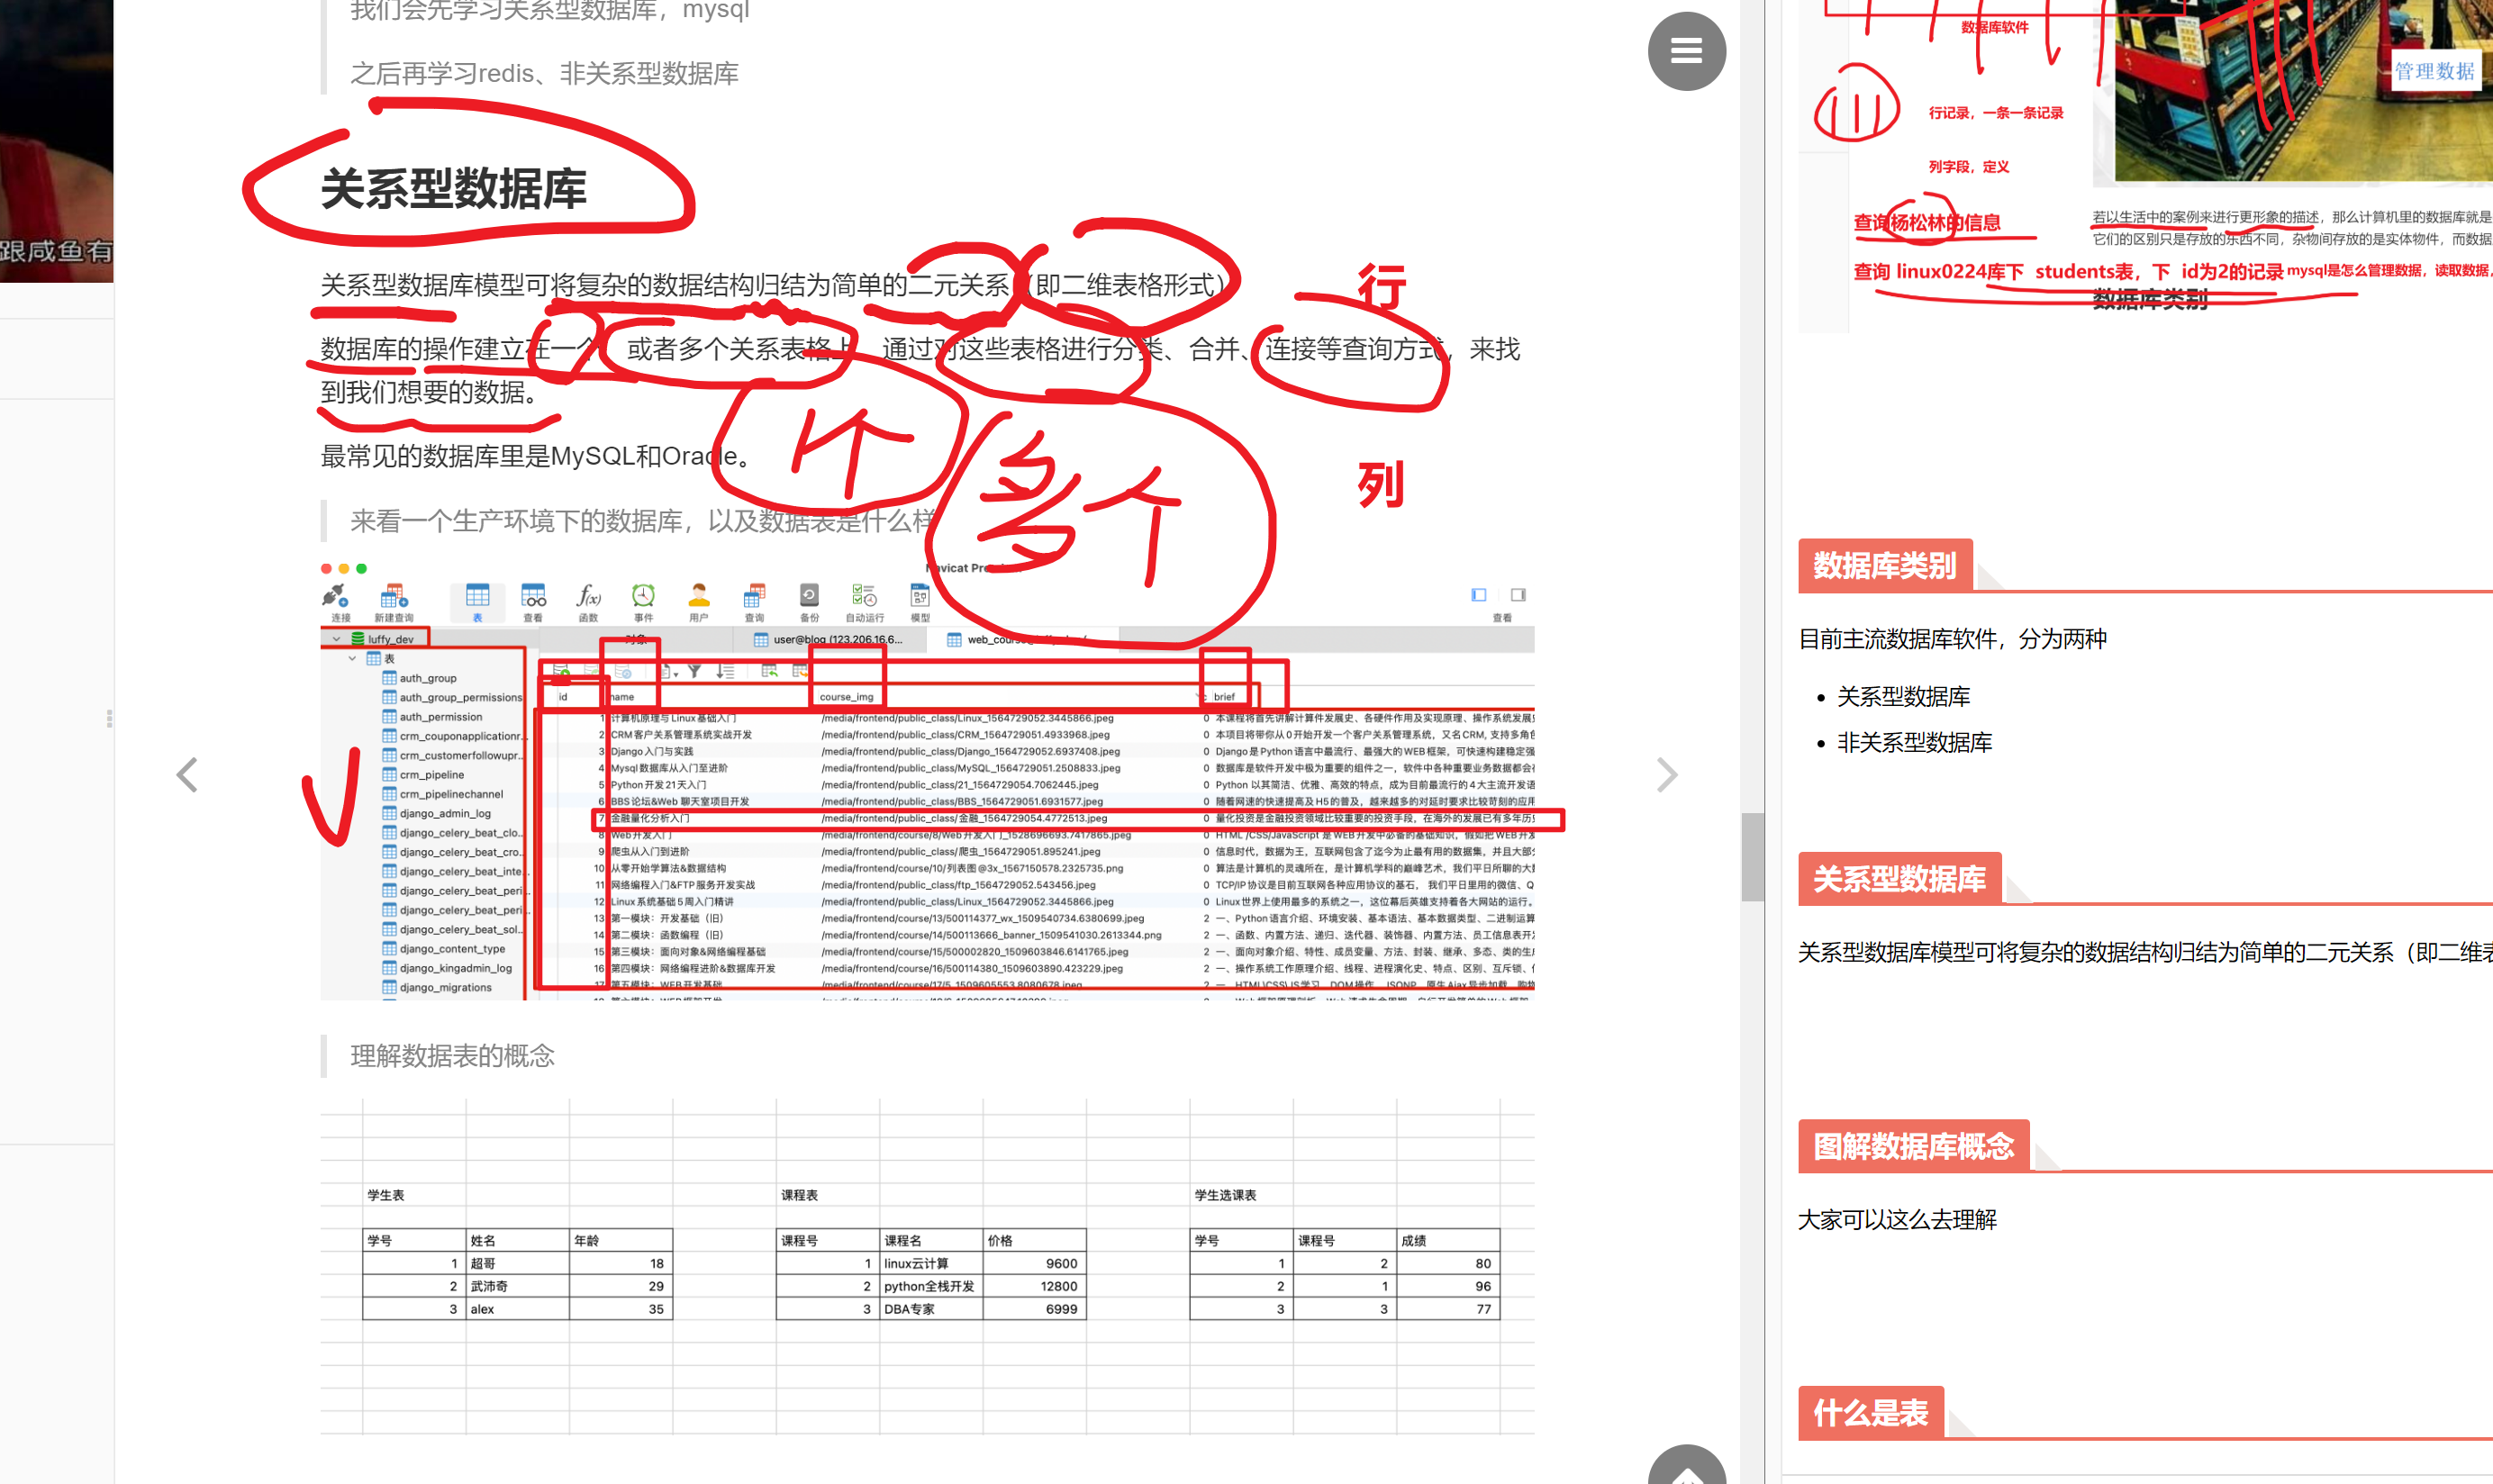 我们会先学习关系型数据库，mysql
之后再学习redis、非关系型数据库
关系型数据库
关系型数据库模型可将复杂的数据结构归结为简单的二元关系（即二维表格形式）
行
数据库的操作建立在一个 或者多个关系表格上 通过对这些表格进行分类、合并、连接等查询方式，来找
到我们想要的数据。
1个
多个
列
最常见的数据库里是MySQL和Oracle。
来看一个生产环境下的数据库，以及数据表是什么样
Navicat
连接 新建查询 表 查看 函数 事件 用户 查询 备份 自动运行 模型 查看
luffy_dev 对象 user@blog (123.206.16.6...
表
auth_group
auth_group_permissions
auth_permission
crm_couponapplicationr...
crm_customerfollowupr...
crm_pipeline
crm_pipelinechannel
django_admin_log
django_celery_beat_clo...
django_celery_beat_cro...
django_celery_beat_inte...
django_celery_beat_peri...
django_celery_beat_peri...
django_celery_beat_sol...
django_content_type
django_kingadmin_log
django_migrations
id name course_img brief
1 计算机原理与Linux基础入门 /media/frontend/public_class/Linux_1564729052.3445866.jpeg 0 本课程将首先讲解计算件发展史、各硬件作用及实现原理、操作系统发展
2 CRM客户关系管理系统实战开发 /media/frontend/public_class/CRM_1564729051.4933968.jpeg 0 本项目将带你从0开始开发一个客户关系管理系统，又名CRM, 支持多角
3 Django入门与实践 /media/frontend/public_class/Django_1564729052.6937408.jpeg 0 Django是Python语言中最流行、最强大的WEB框架，可快速构建稳定强
4 Mysql数据库从入门至进阶 /media/frontend/public_class/MySQL_1564729051.2508833.jpeg 0 数据库是软件开发中极为重要的组件之一，软件中各种重要业务数据都会
5 Python开发21天入门 /media/frontend/public_class/21_1564729054.7062445.jpeg 0 Python 以其简洁、优雅、高效的特点，成为目前最流行的4大主流开发语
6 BBS论坛&Web 聊天室项目开发 /media/frontend/public_class/BBS_1564729051.6931577.jpeg 0 随着网速的快速提高及H5的普及，越来越多的对延时要求比较苛刻的应用
7 金融量化分析入门 /media/frontend/public_class/金融_1564729054.4772513.jpeg 0 量化投资是金融投资领域比较重要的投资手段，在海外的发展已有多年历
8 Web开发入门 /media/frontend/course/8/Web开发入门_1528696693.7417865.jpeg 0 HTML /CSS/JavaScript 是WEB开发中必备的基础知识，假如把WEB开
9 爬虫从入门到进阶 /media/frontend/public_class/爬虫_1564729051.895241.jpeg 0 信息时代，数据为王，互联网包含了迄今为止最有用的数据集，并且大部
10 从零开始学算法&数据结构 /media/frontend/course/10/列表图@3x_1567150578.2325735.png 0 算法是计算机的灵魂所在，是计算机学科的巅峰艺术，我们平日所聊的大
11 网络编程入门&FTP服务开发实战 /media/frontend/public_class/ftp_1564729052.543456.jpeg 0 TCP/IP协议是目前互联网各种应用协议的基石， 我们平日里用的微信、Q
12 Linux系统基础5周入门精讲 /media/frontend/public_class/Linux_1564729052.3445866.jpeg 0 Linux世界上使用最多的系统之一，这位幕后英雄支持着各大网站的运行。
13 第一模块：开发基础（旧） /media/frontend/course/13/500114377_wx_1509540734.6380699.jpeg 2 一、Python语言介绍、环境安装、基本语法、基本数据类型、二进制运算
14 第二模块：函数编程（旧） /media/frontend/course/14/500113666_banner_1509541030.2613344.png 2 一、函数、内置方法、递归、迭代器、装饰器、内置方法、员工信息表开
15 第三模块：面向对象&网络编程基础 /media/frontend/course/15/500002820_1509603846.6141765.jpeg 2 一、面向对象介绍、特性、成员变量、方法、封装、继承、多态、类的生
16 第四模块：网络编程进阶&数据库开发 /media/frontend/course/16/500114380_1509603890.423229.jpeg 2 一、操作系统工作原理介绍、线程、进程演化史、特点、区别、互斥锁、
17 第五模块：WEB开发基础 /media/frontend/course/17/5_1509605553.8080678.jpeg 2 一、HTML\CSS\JS学习、DOM操作、JSONP、原生Ajax异步加载、购物
理解数据表的概念
学生表 课程表 学生选课表
学号 姓名 年龄 课程号 课程名 价格 学号 课程号 成绩
1 超哥 18 1 linux云计算 9600 1 2 80
2 武沛奇 29 2 python全栈开发 12800 2 1 96
3 alex 35 3 DBA专家 6999 3 3 77
跟咸鱼有
数据库软件
管理数据
行记录，一条一条记录
列字段，定义
查询杨松林的信息
若以生活中的案例来进行更形象的描述，那么计算机里的数据库就是
它们的区别只是存放的东西不同，杂物间存放的是实体物件，而数据
查询 linux0224库下 students表，下 id为2的记录
mysql是怎么管理数据，读取数据，
数据库类别
数据库类别
目前主流数据库软件，分为两种
• 关系型数据库
• 非关系型数据库
关系型数据库
关系型数据库模型可将复杂的数据结构归结为简单的二元关系（即二维
图解数据库概念
大家可以这么去理解
什么是表